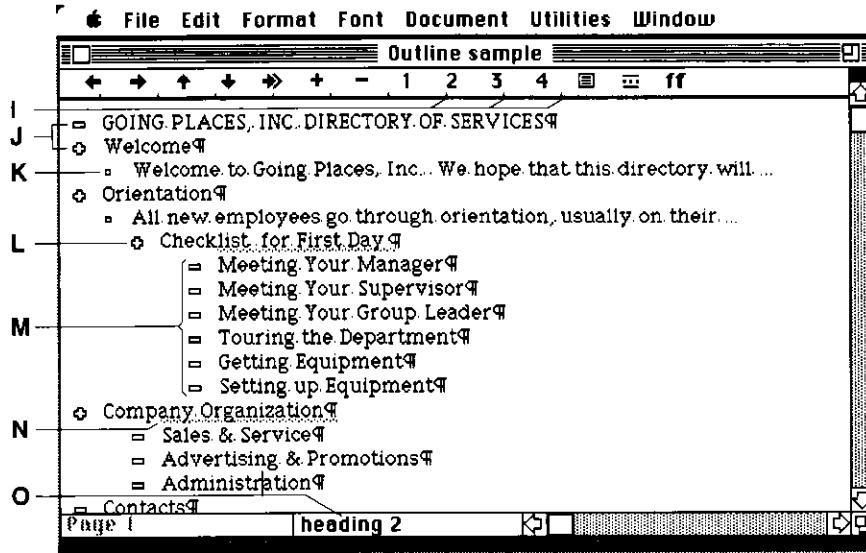 File Edit Format Font Document Utilities Window
Outline sample
+ − 1 2 3 4 ff
I
J
GOING PLACES, INC. DIRECTORY OF SERVICES¶
Welcome¶
K
Welcome to Going Places, Inc. We hope that this directory will ...
Orientation¶
All new employees go through orientation, usually on their ...
L
Checklist for First Day ¶
Meeting Your Manager¶
Meeting Your Supervisor¶
Meeting Your Group Leader¶
M
Touring the Department¶
Getting Equipment¶
Setting up Equipment¶
Company Organization¶
N
Sales & Service¶
Advertising & Promotions¶
O
Administration¶
Contacts¶
Page 1 heading 2